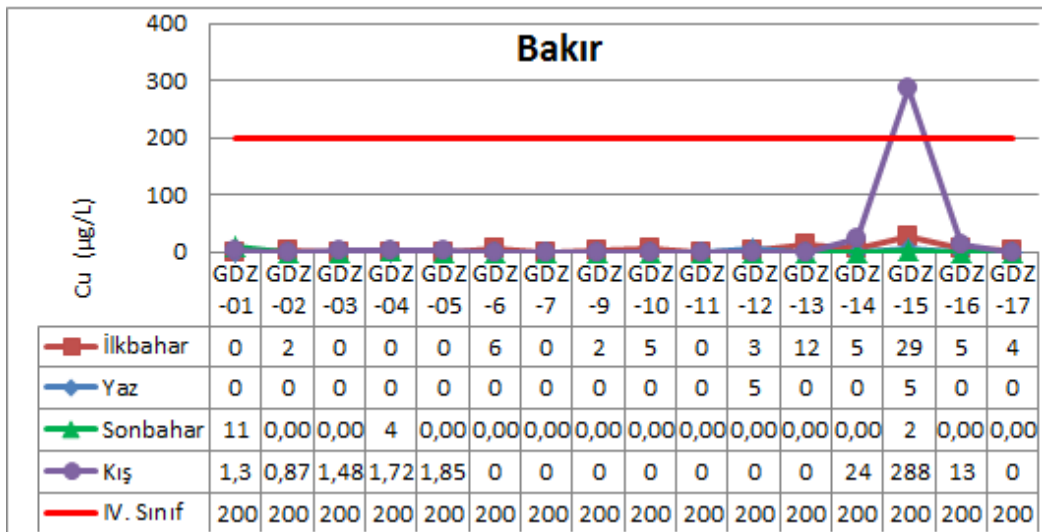 Bakır
400
300
200
100
0
Cu (µg/L)
GDZ GDZ GDZ GDZ GDZ GDZ GDZ GDZ GDZ GDZ GDZ GDZ GDZ GDZ GDZ GDZ
-01 -02 -03 -04 -05 -6 -7 -9 -10 -11 -12 -13 -14 -15 -16 -17
İlkbahar 0 2 0 0 0 6 0 2 5 0 3 12 5 29 5 4
Yaz 0 0 0 0 0 0 0 0 0 0 5 0 0 5 0 0
Sonbahar 11 0,00 0,00 4 0,00 0,00 0,00 0,00 0,00 0,00 0,00 0,00 0,00 2 0,00 0,00
Kış 1,3 0,87 1,48 1,72 1,85 0 0 0 0 0 0 0 24 288 13 0
IV. Sınıf 200 200 200 200 200 200 200 200 200 200 200 200 200 200 200 200